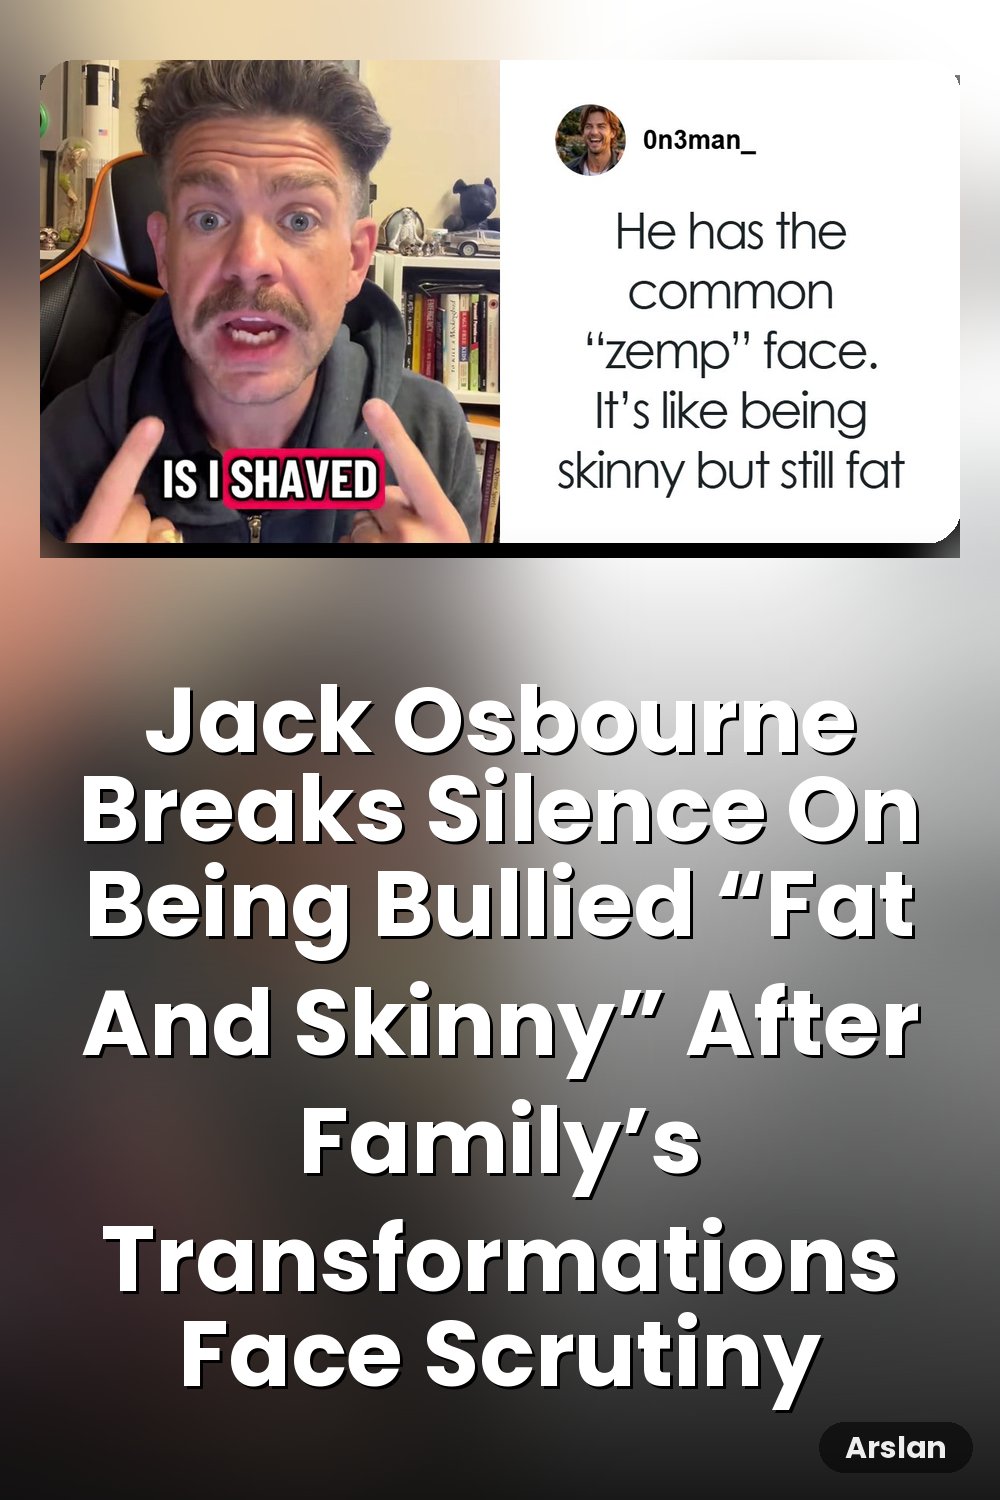 IS I SHAVED
0n3man_
He has the
common
“zemp” face.
It’s like being
skinny but still fat
Jack Osbourne
Breaks Silence On
Being Bullied “Fat
And Skinny” After
Family’s
Transformations
Face Scrutiny
Arslan